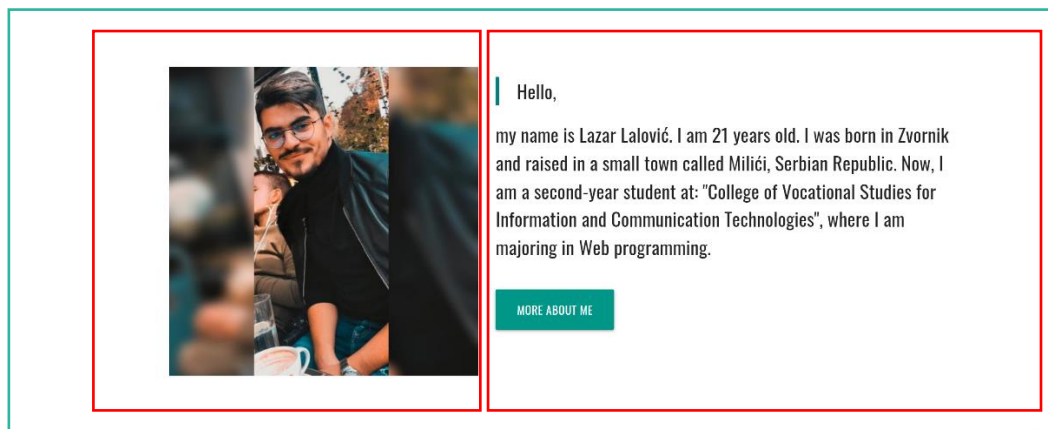 Hello,
my name is Lazar Lalović. I am 21 years old. I was born in Zvornik
and raised in a small town called Milići, Serbian Republic. Now, I
am a second-year student at: "College of Vocational Studies for
Information and Communication Technologies", where I am
majoring in Web programming.
MORE ABOUT ME